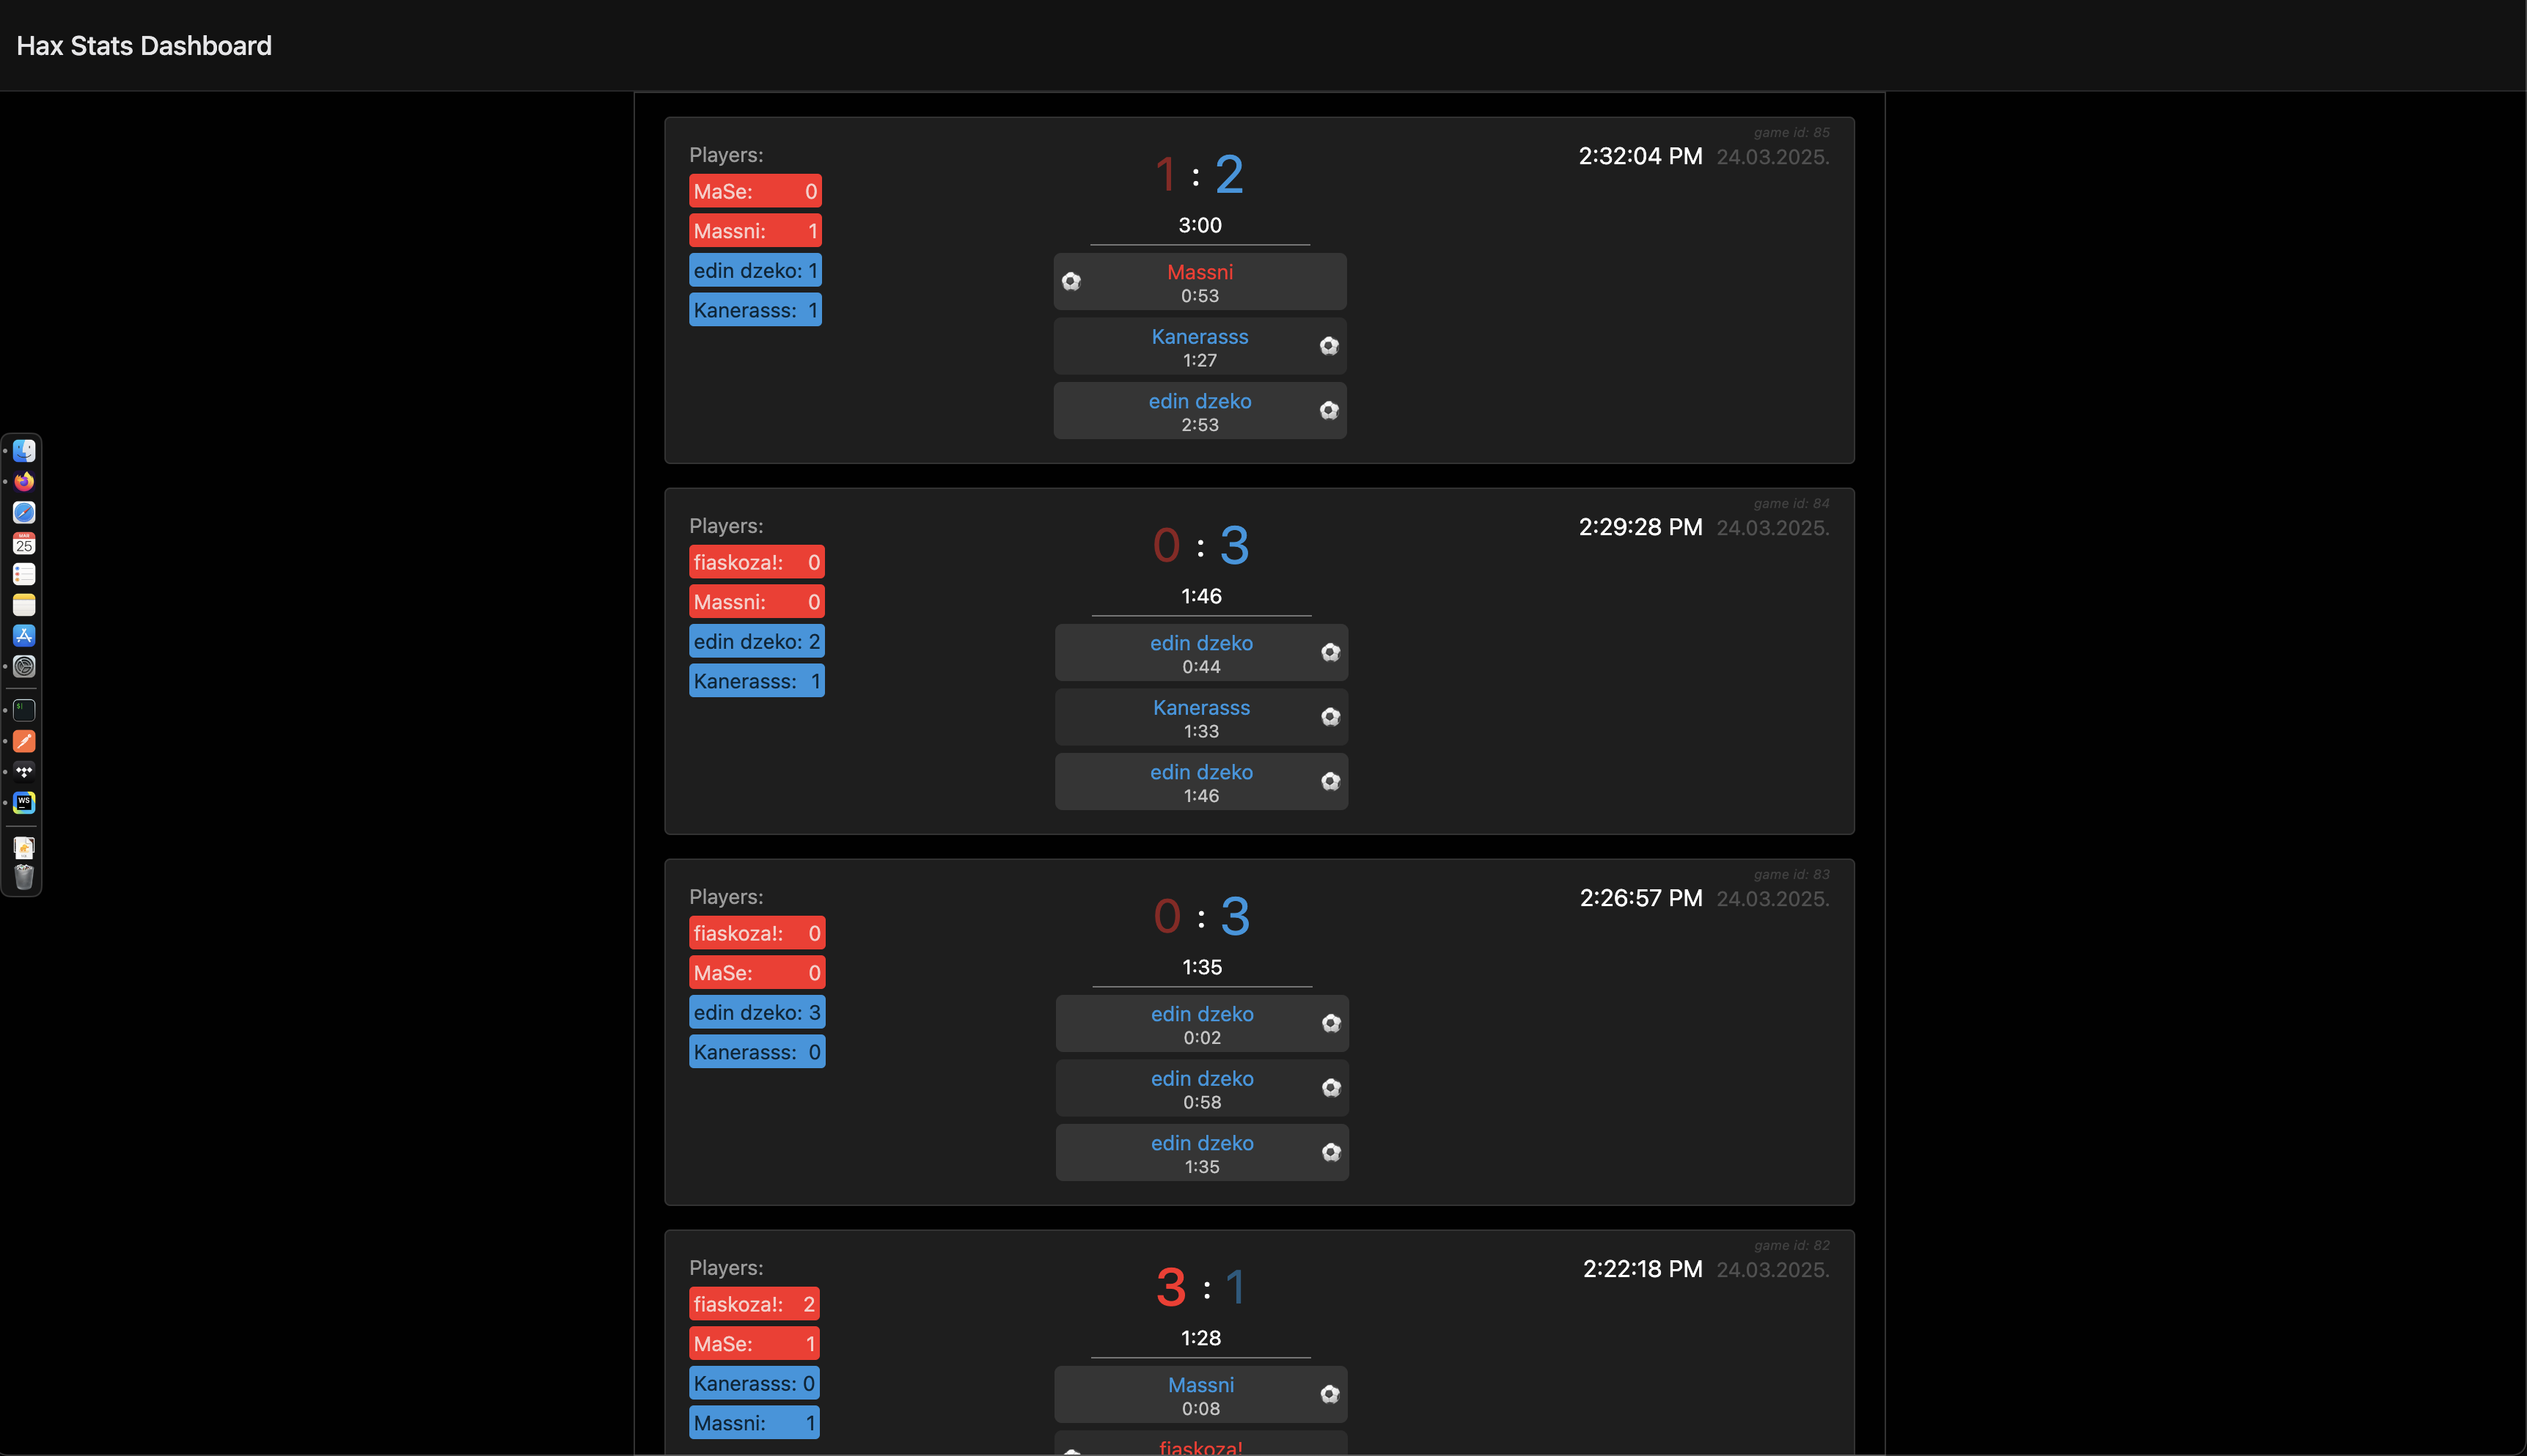 Hax Stats Dashboard
game id: 85
Players:
1 : 2
2:32:04 PM 24.03.2025.
MaSe: 0
Massni: 1
edin dzeko: 1
Kanerasss: 1
3:00
Massni
0:53
Kanerasss
1:27
edin dzeko
2:53
game id: 84
Players:
0 : 3
2:29:28 PM 24.03.2025.
fiaskoza!: 0
Massni: 0
edin dzeko: 2
Kanerasss: 1
1:46
edin dzeko
0:44
Kanerasss
1:33
edin dzeko
1:46
game id: 83
Players:
0 : 3
2:26:57 PM 24.03.2025.
fiaskoza!: 0
MaSe: 0
edin dzeko: 3
Kanerasss: 0
1:35
edin dzeko
0:02
edin dzeko
0:58
edin dzeko
1:35
game id: 82
Players:
3 : 1
2:22:18 PM 24.03.2025.
fiaskoza!: 2
MaSe: 1
Kanerasss: 0
Massni: 1
1:28
Massni
0:08
fiaskoza!
25
WS